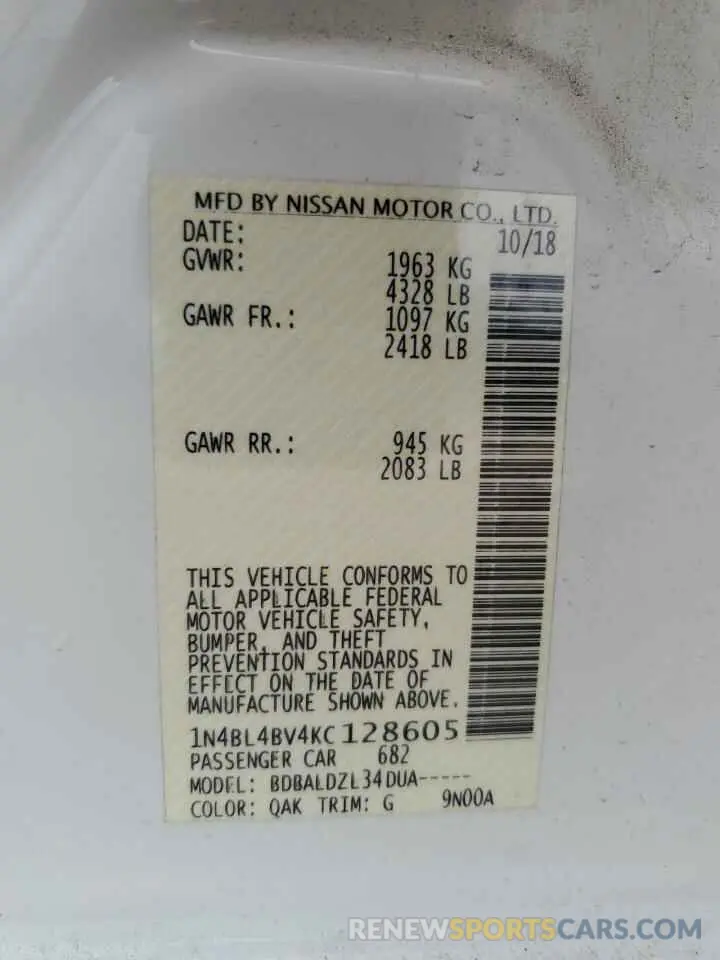 MFD BY NISSAN MOTOR CO., LTD.
DATE: 10/18
GVWR: 1963 KG
4328 LB
GAWR FR.: 1097 KG
2418 LB
GAWR RR.: 945 KG
2083 LB
THIS VEHICLE CONFORMS TO
ALL APPLICABLE FEDERAL
MOTOR VEHICLE SAFETY,
BUMPER, AND THEFT
PREVENTION STANDARDS IN
EFFECT ON THE DATE OF
MANUFACTURE SHOWN ABOVE.
1N4BL4BV4KC128605
PASSENGER CAR 682
MODEL: BDBALDZL34DUA-----
COLOR: QAK TRIM: G 9N00A
RENEWSPORTSCARS.COM